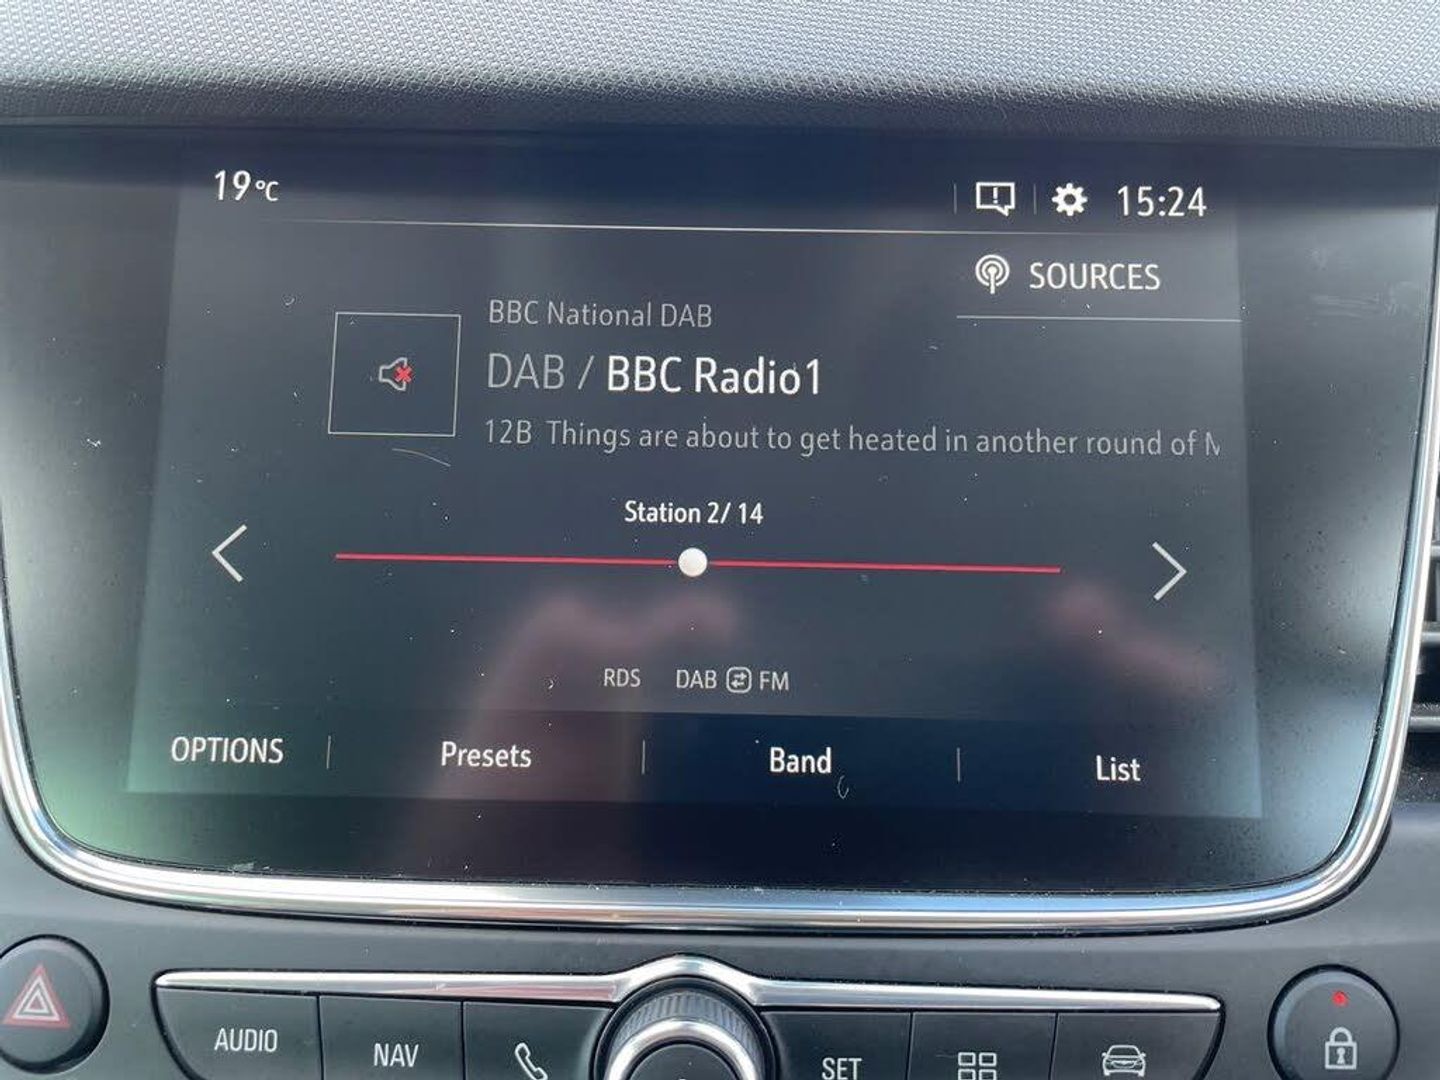 19°C
15:24
SOURCES
BBC National DAB
DAB / BBC Radio1
12B Things are about to get heated in another round of
Station 2/ 14
RDS DAB FM
OPTIONS Presets Band List
AUDIO NAV SET